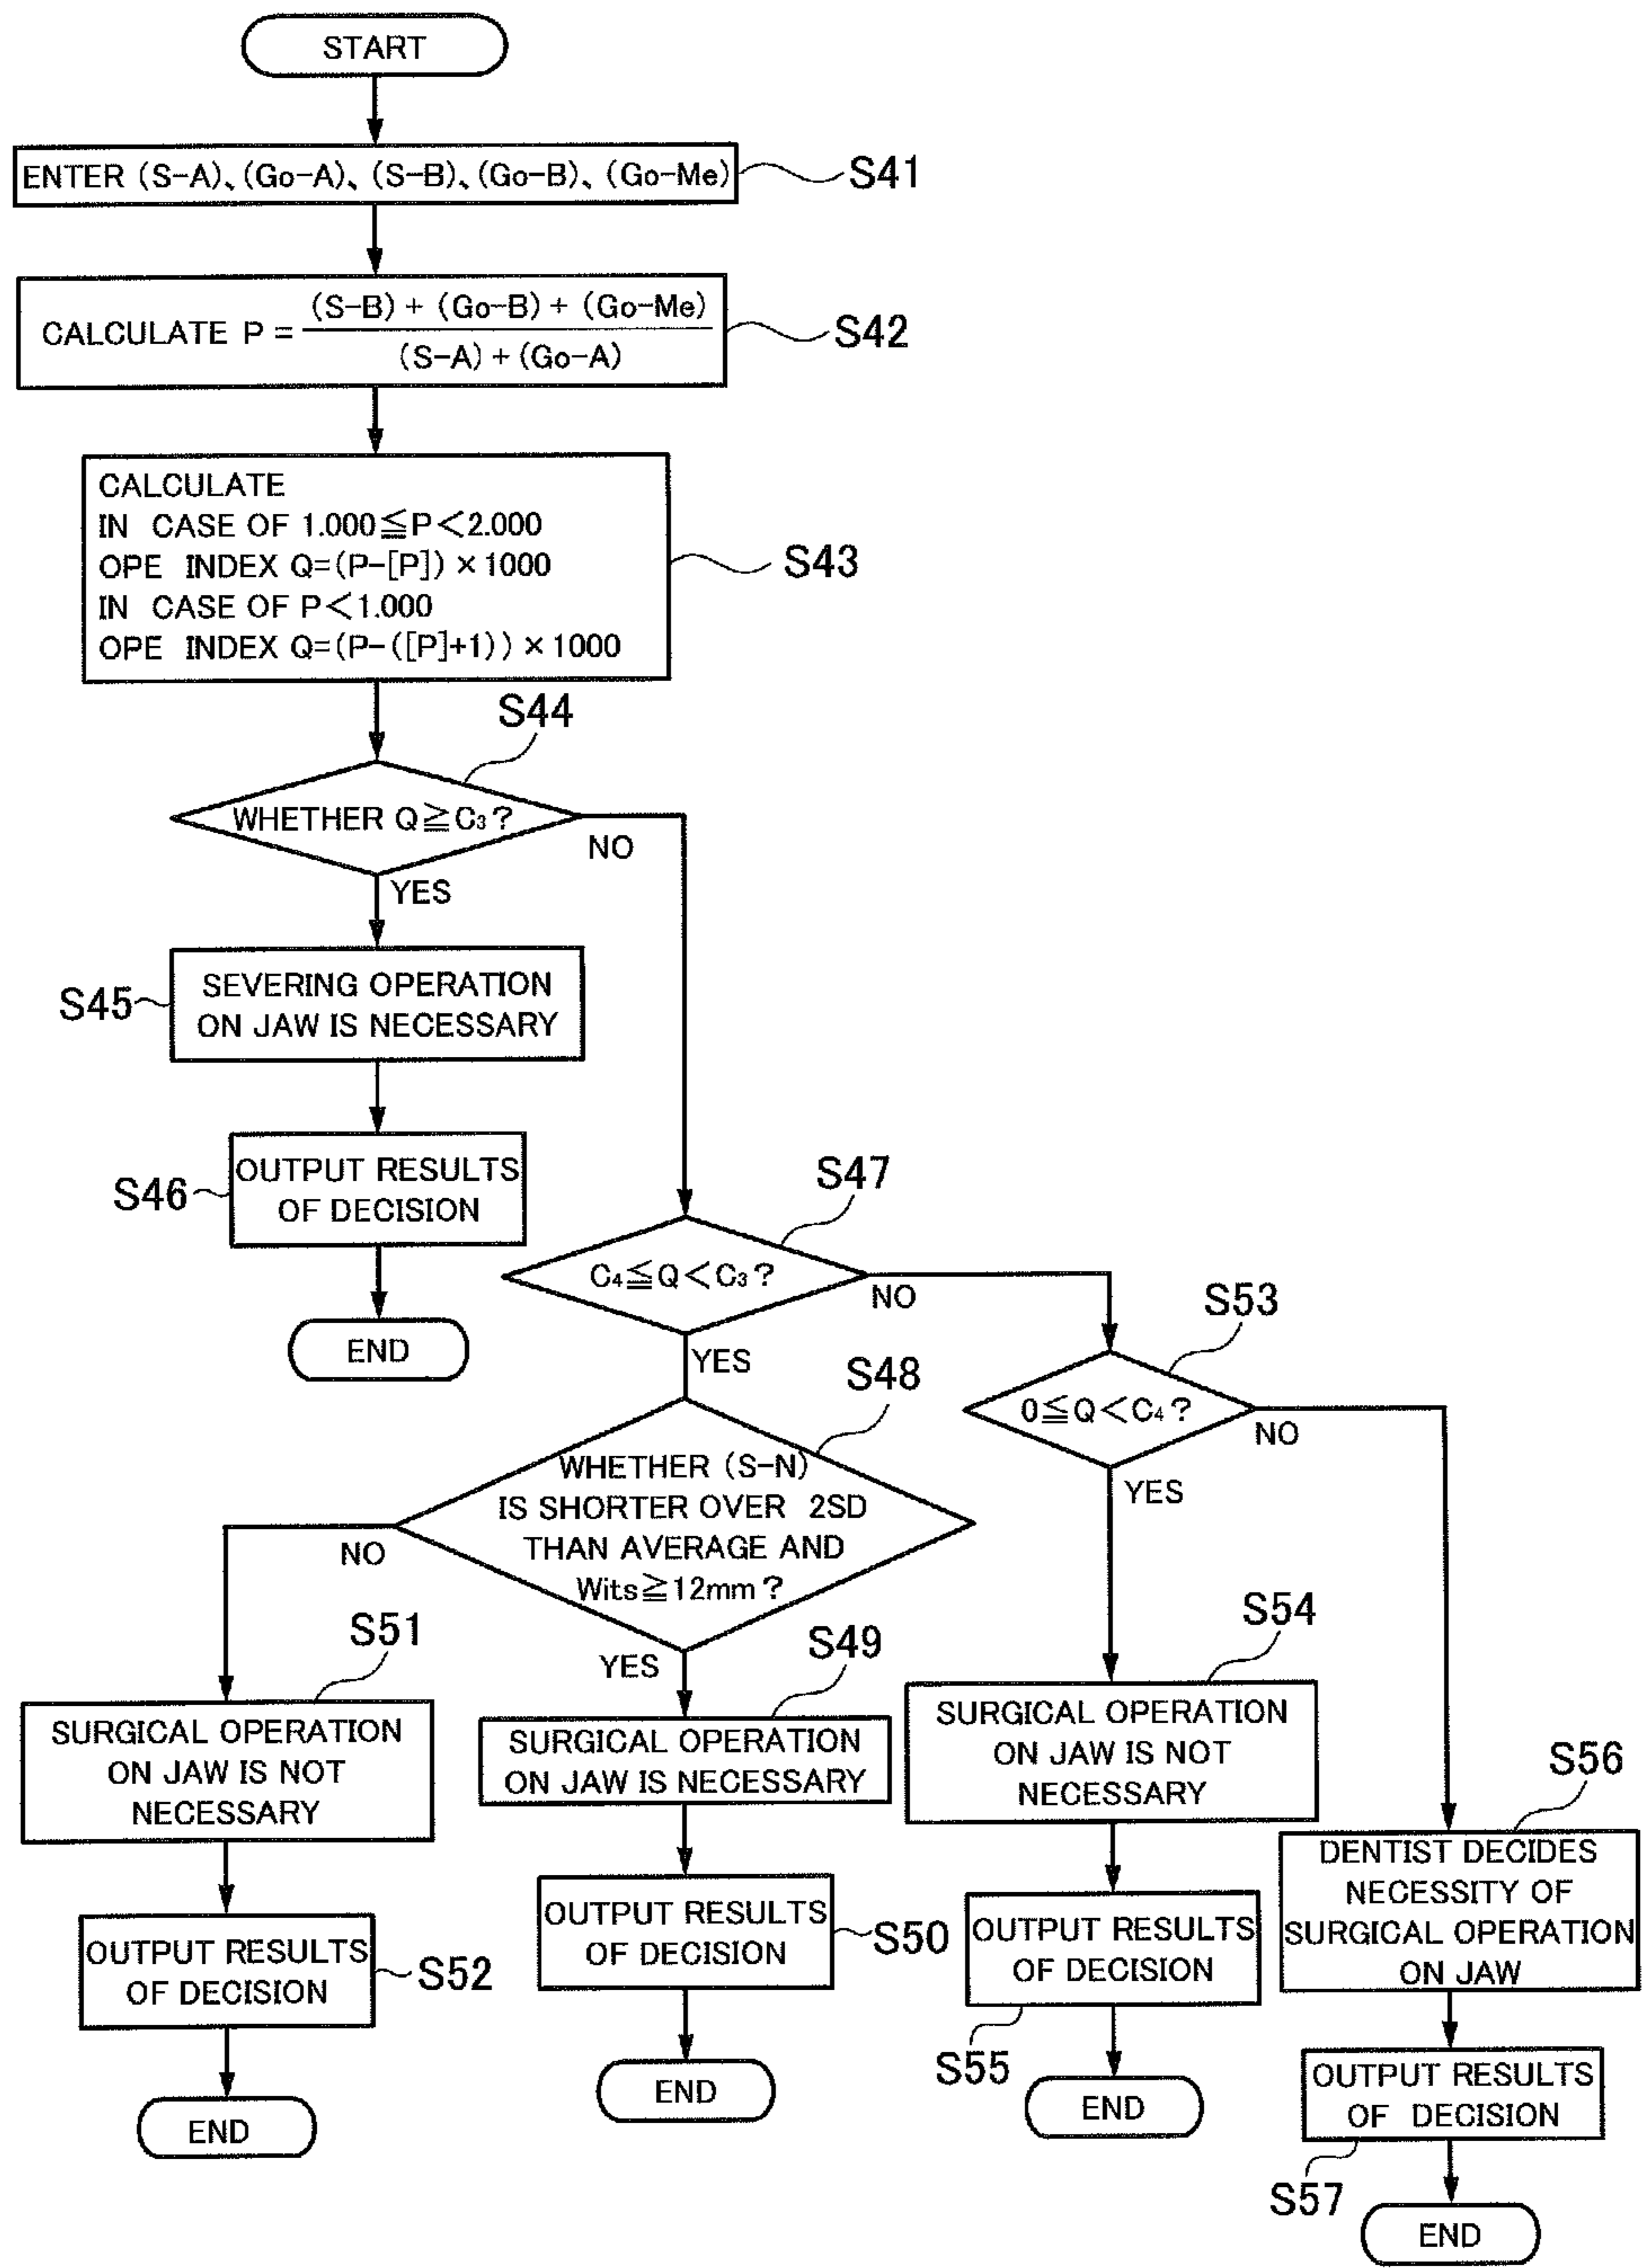 START
ENTER (S-A)、(Go-A)、(S-B)、(Go-B)、(Go-Me)
S41
CALCULATE P = (S-B) + (Go-B) + (Go-Me)
(S-A) + (Go-A)
S42
CALCULATE
IN CASE OF 1.000≦P<2.000
OPE INDEX Q=(P-[P])×1000
IN CASE OF P<1.000
OPE INDEX Q=(P-([P]+1))×1000
S43
S44
WHETHER Q≧C₃?
NO
YES
S45
SEVERING OPERATION
ON JAW IS NECESSARY
S46
OUTPUT RESULTS
OF DECISION
END
S47
C₄≦Q<C₃?
NO
YES
S48
WHETHER (S-N)
IS SHORTER OVER 2SD
THAN AVERAGE AND
Wits≧12mm?
NO
YES
S53
0≦Q<C₄?
NO
YES
S51
SURGICAL OPERATION
ON JAW IS NOT
NECESSARY
OUTPUT RESULTS
OF DECISION
S52
END
S49
SURGICAL OPERATION
ON JAW IS NECESSARY
OUTPUT RESULTS
OF DECISION
S50
END
S54
SURGICAL OPERATION
ON JAW IS NOT
NECESSARY
OUTPUT RESULTS
OF DECISION
S55
END
S56
DENTIST DECIDES
NECESSITY OF
SURGICAL OPERATION
ON JAW
OUTPUT RESULTS
OF DECISION
S57
END